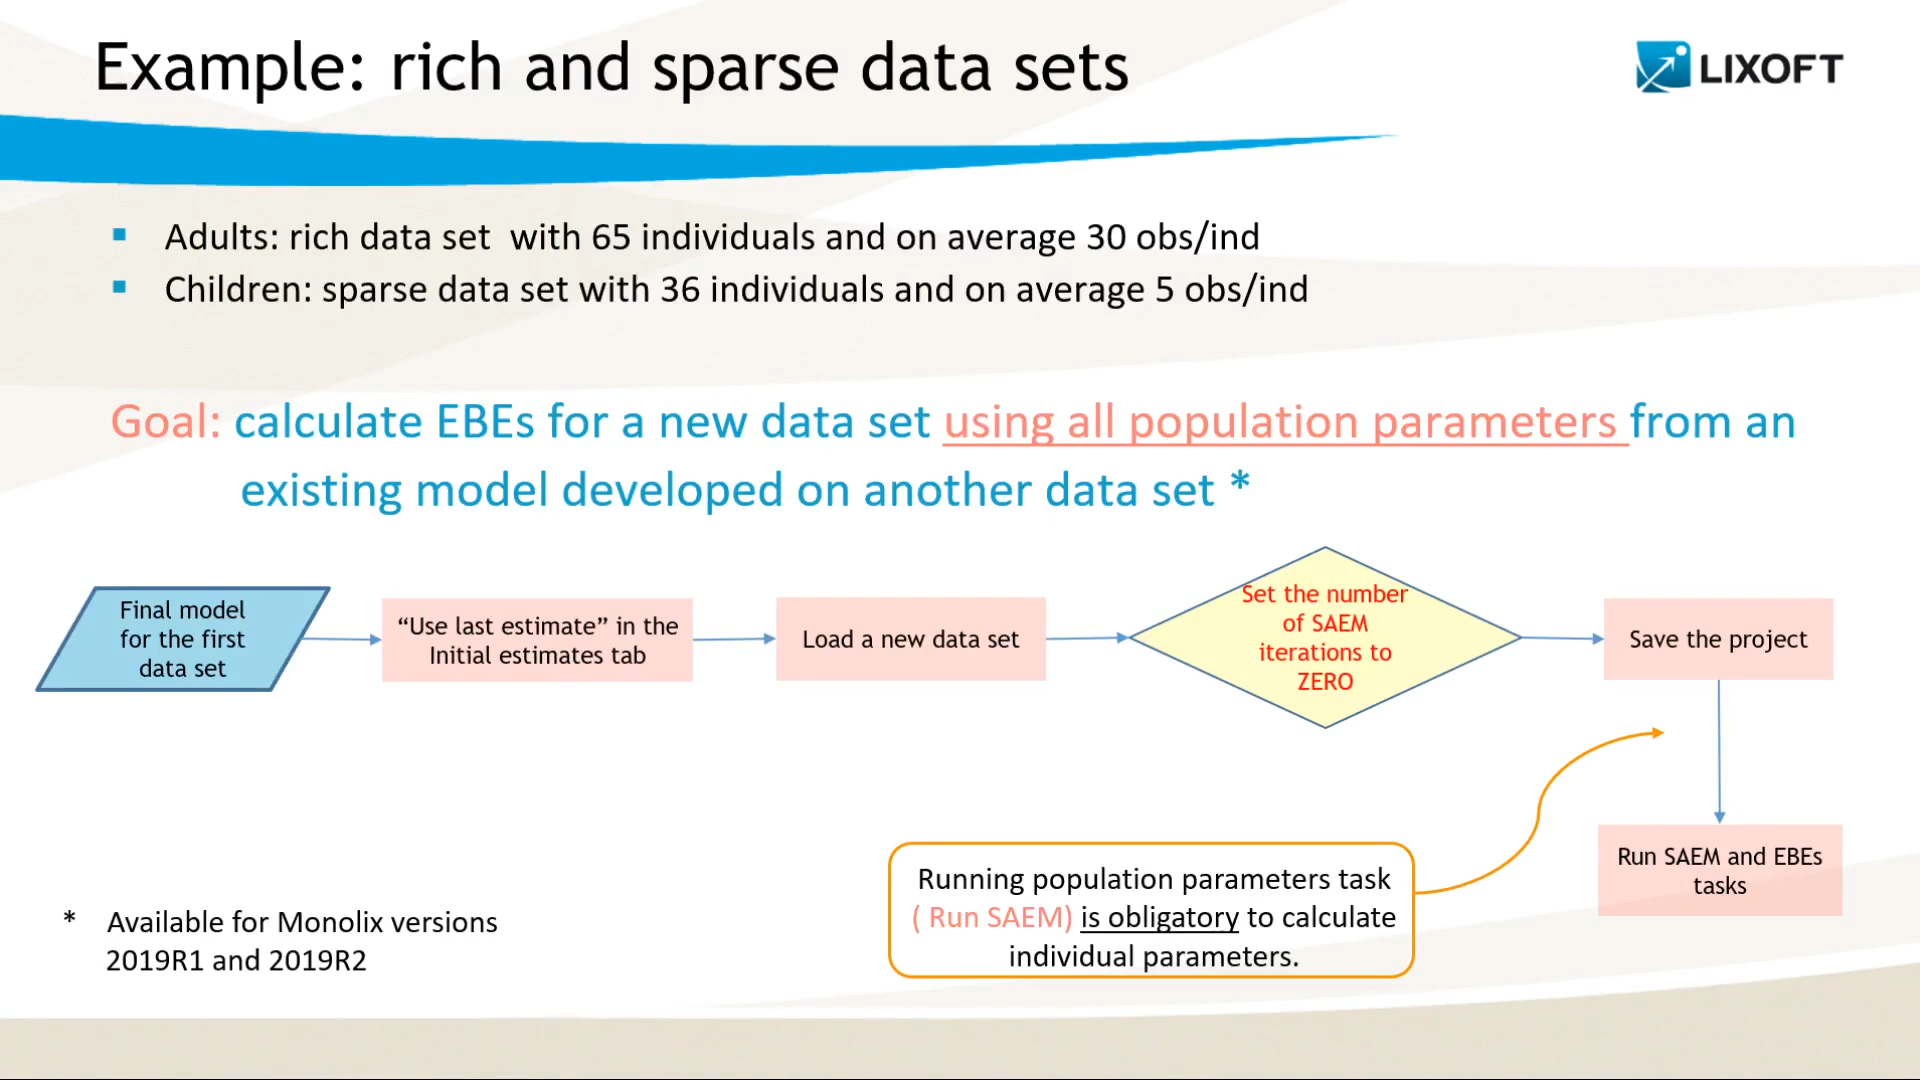 Example: rich and sparse data sets
LIXOFT
Adults: rich data set with 65 individuals and on average 30 obs/ind
Children: sparse data set with 36 individuals and on average 5 obs/ind
Goal: calculate EBEs for a new data set using all population parameters from an
existing model developed on another data set *
Final model
for the first
data set
“Use last estimate” in the
Initial estimates tab
Load a new data set
Set the number
of SAEM
iterations to
ZERO
Save the project
Run SAEM and EBEs
tasks
Running population parameters task
( Run SAEM) is obligatory to calculate
individual parameters.
* Available for Monolix versions
2019R1 and 2019R2